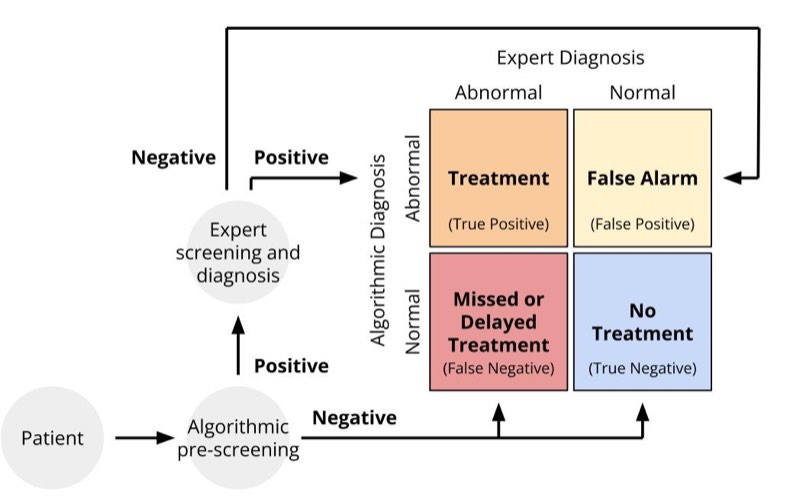 Expert Diagnosis
Abnormal
Normal
Negative
Positive
Algorithmic Diagnosis
Abnormal
Normal
Treatment
(True Positive)
False Alarm
(False Positive)
Missed or
Delayed
Treatment
(False Negative)
No
Treatment
(True Negative)
Expert
screening and
diagnosis
Positive
Patient
Algorithmic
pre-screening
Negative